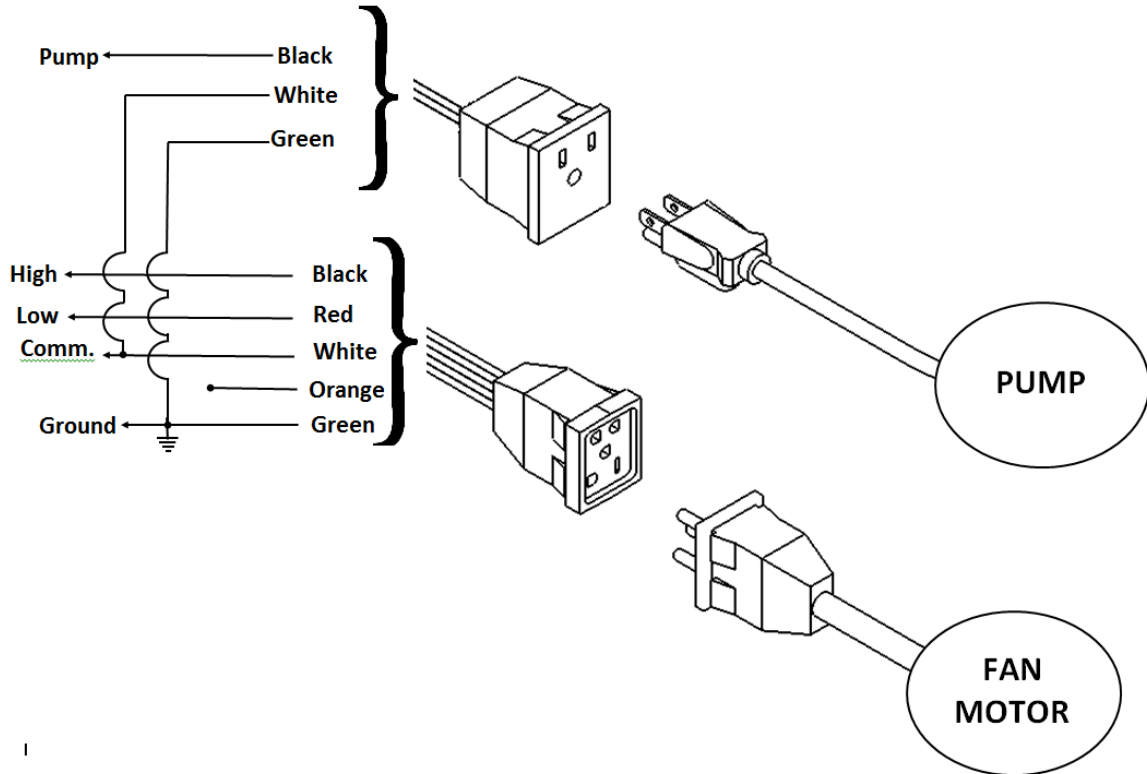 Pump Black
White
Green
High Black
Low Red
Comm. White
Orange
Ground Green
PUMP
FAN
MOTOR